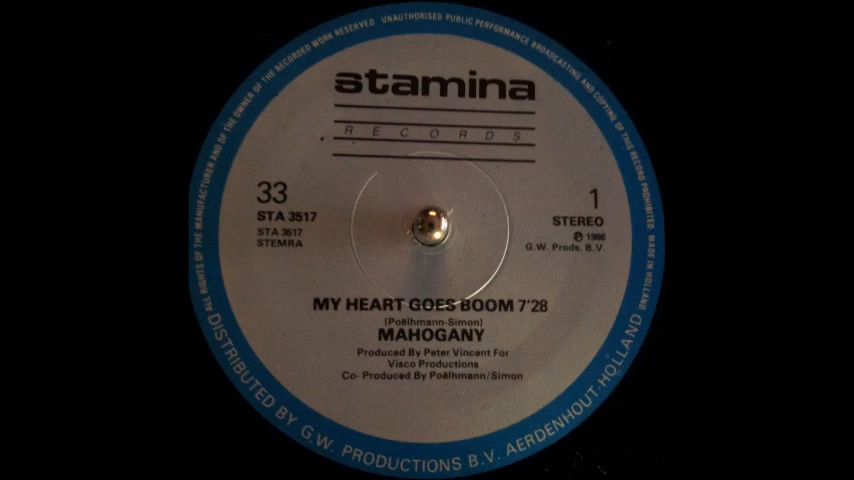 ALL RIGHTS OF THE MANUFACTURER AND OF THE OWNER OF THE RECORDED WORK RESERVED UNAUTHORISED PUBLIC PERFORMANCE BROADCASTING AND COPYING OF THIS RECORD PROHIBITED MADE IN HOLLAND
stamina
RECORDS
33
1
STA 3517
STEREO
STA 3517
℗ 1986
STEMRA
G.W. Prods. B.V.
MY HEART GOES BOOM 7'28
(Poëlhmann-Simon)
MAHOGANY
Produced By Peter Vincent For
Visco Productions
Co- Produced By Poëlhmann/Simon
DISTRIBUTED BY G.W. PRODUCTIONS B.V. AERDENHOUT-HOLLAND